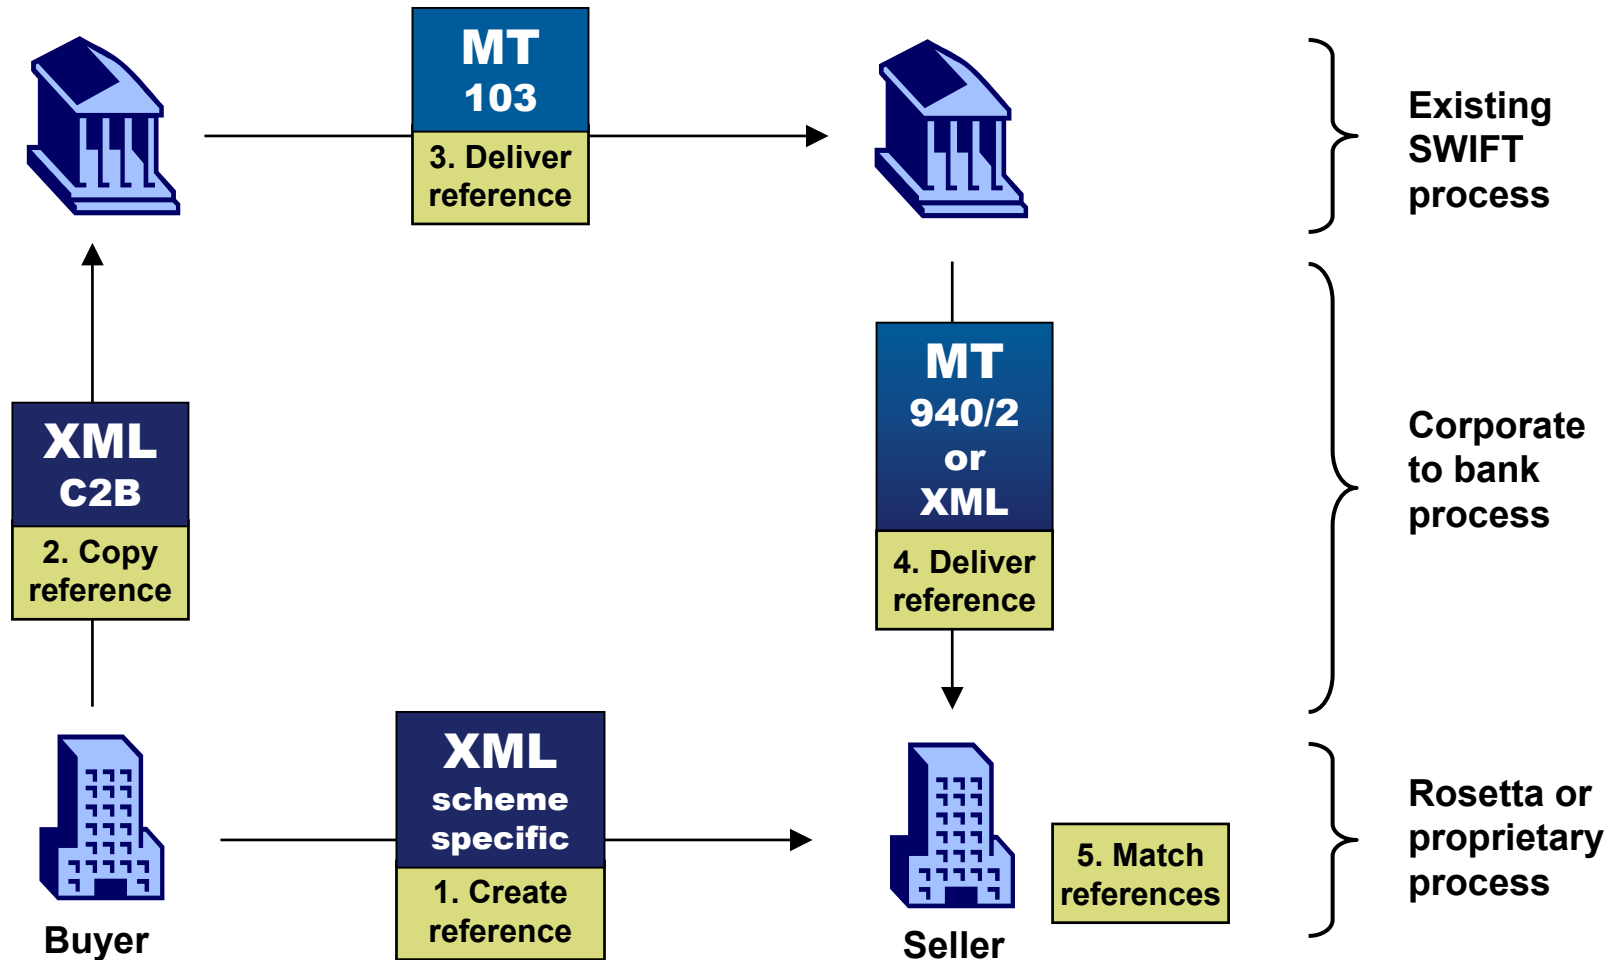 MT
103
3. Deliver
reference
Existing
SWIFT
process
XML
C2B
2. Copy
reference
MT
940/2
or
XML
4. Deliver
reference
Corporate
to bank
process
XML
scheme
specific
1. Create
reference
Buyer
Seller
5. Match
references
Rosetta or
proprietary
process